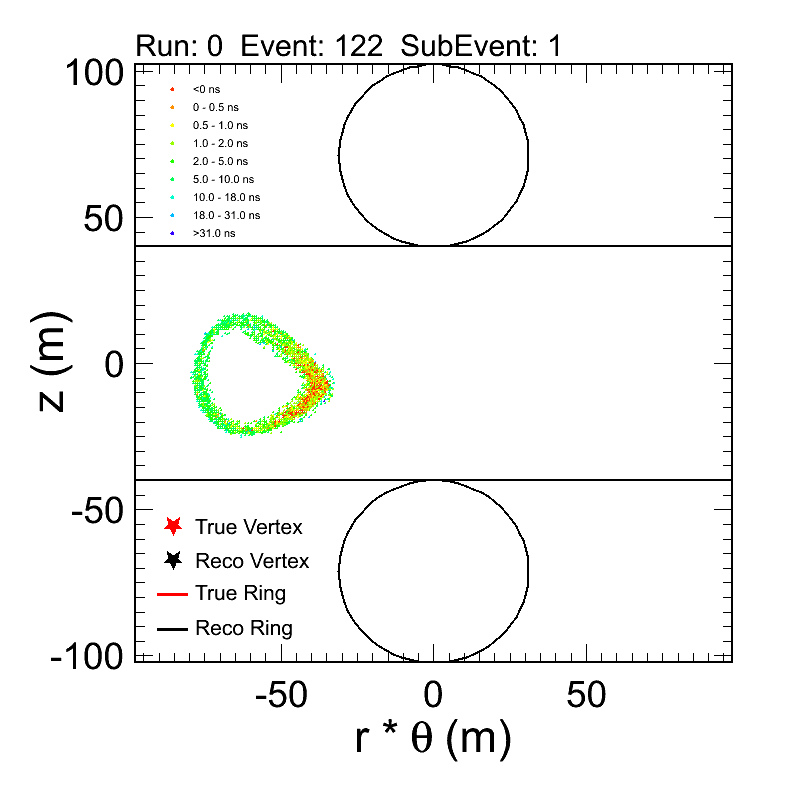 Run: 0 Event: 122 SubEvent: 1
100
50
0
-50
-100
z (m)
<0 ns
0 - 0.5 ns
0.5 - 1.0 ns
1.0 - 2.0 ns
2.0 - 5.0 ns
5.0 - 10.0 ns
10.0 - 18.0 ns
18.0 - 31.0 ns
>31.0 ns
True Vertex
Reco Vertex
True Ring
Reco Ring
-50 0 50
r * θ (m)